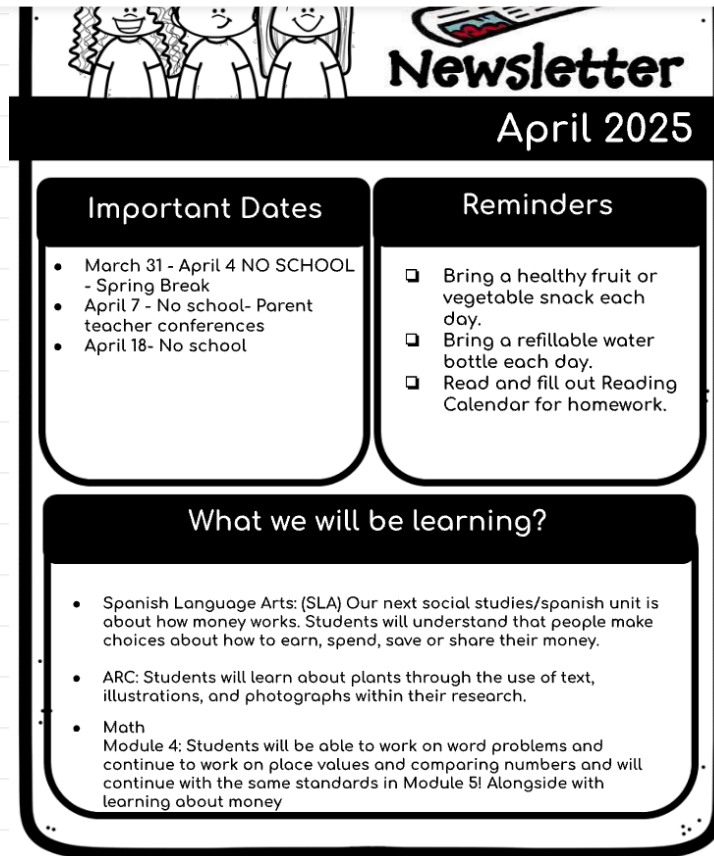 Newsletter
April 2025
Important Dates
● March 31 - April 4 NO SCHOOL
- Spring Break
● April 7 - No school- Parent
teacher conferences
● April 18- No school
Reminders
❏ Bring a healthy fruit or
vegetable snack each
day.
❏ Bring a refillable water
bottle each day.
❏ Read and fill out Reading
Calendar for homework.
What we will be learning?
● Spanish Language Arts: (SLA) Our next social studies/spanish unit is
about how money works. Students will understand that people make
choices about how to earn, spend, save or share their money.
● ARC: Students will learn about plants through the use of text,
illustrations, and photographs within their research.
● Math
Module 4: Students will be able to work on word problems and
continue to work on place values and comparing numbers and will
continue with the same standards in Module 5! Alongside with
learning about money